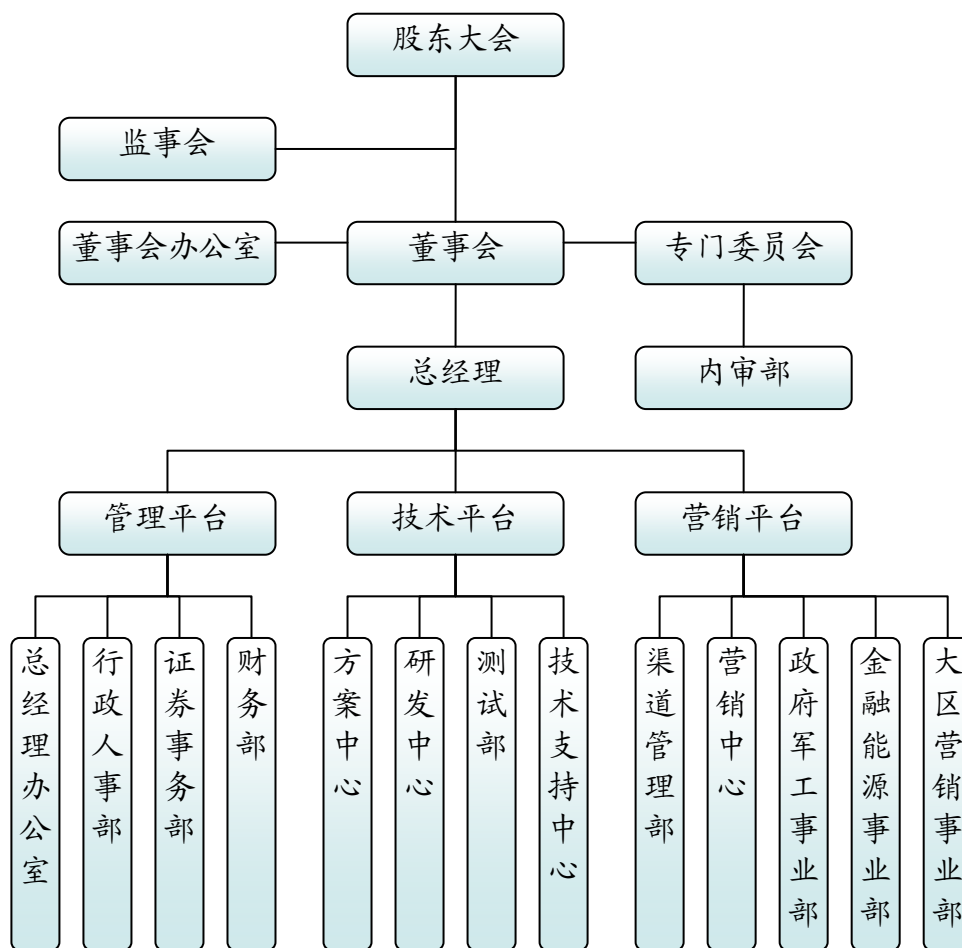 股东大会
监事会
董事会办公室
董事会
专门委员会
总经理
内审部
管理平台
技术平台
营销平台
总经理办公室
行政人事部
证券事务部
财务部
方案中心
研发中心
测试部
技术支持中心
渠道管理部
营销中心
政府军工事业部
金融能源事业部
大区营销事业部